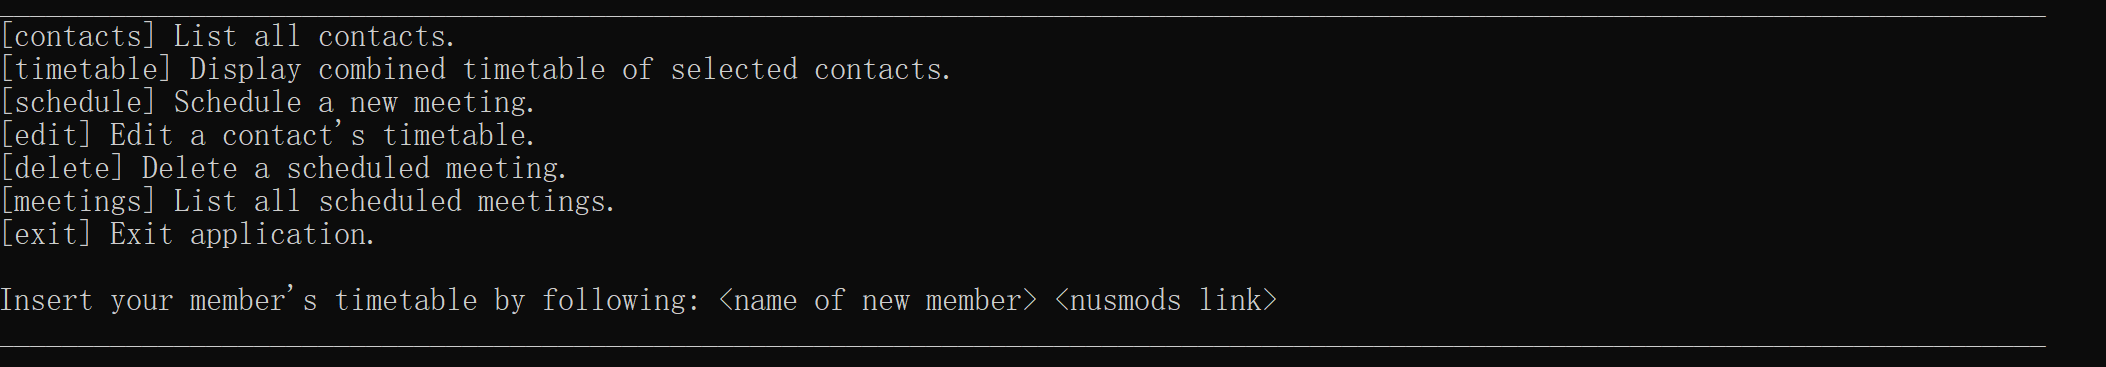 [contacts] List all contacts.
[timetable] Display combined timetable of selected contacts.
[schedule] Schedule a new meeting.
[edit] Edit a contact's timetable.
[delete] Delete a scheduled meeting.
[meetings] List all scheduled meetings.
[exit] Exit application.
Insert your member's timetable by following: <name of new member> <nusmods link>